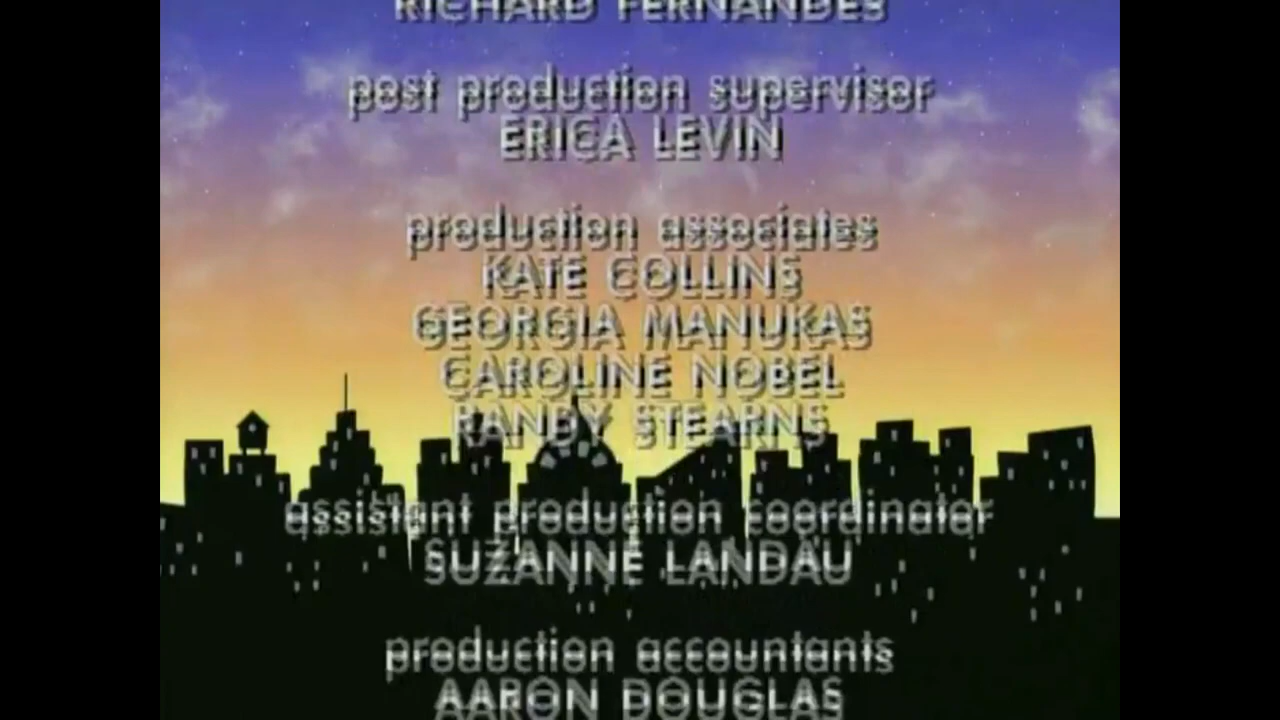 RICHARD FERNANDES
post production supervisor
ERICA LEVIN
production associates
KATE COLLINS
GEORGIA MANUKAS
CAROLINE NOBEL
RANDY STEARNS
assistant production coordinator
SUZANNE LANDAU
production accountants
AARON DOUGLAS